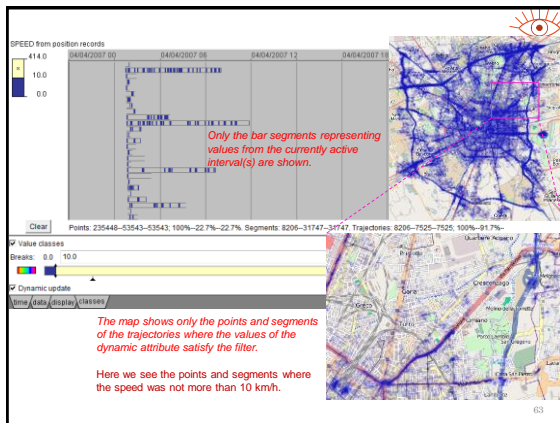 SPEED from position records
414.0
10.0
0.0
04/04/2007 00
04/04/2007 06
04/04/2007 12
04/04/2007 18
Only the bar segments representing
values from the currently active
interval(s) are shown.
Clear
Points: 235448--53543--53543; 100%--22.7%--22.7%. Segments: 8206--31747--31747. Trajectories: 8206--7525--7525; 100%--91.7%--
Value classes
Breaks: 0.0 10.0
Dynamic update
time data display classes
The map shows only the points and segments
of the trajectories where the values of the
dynamic attribute satisfy the filter.
Here we see the points and segments where
the speed was not more than 10 km/h.
Gorla
Turro
Greco
Crescenzago
Cimiano
63